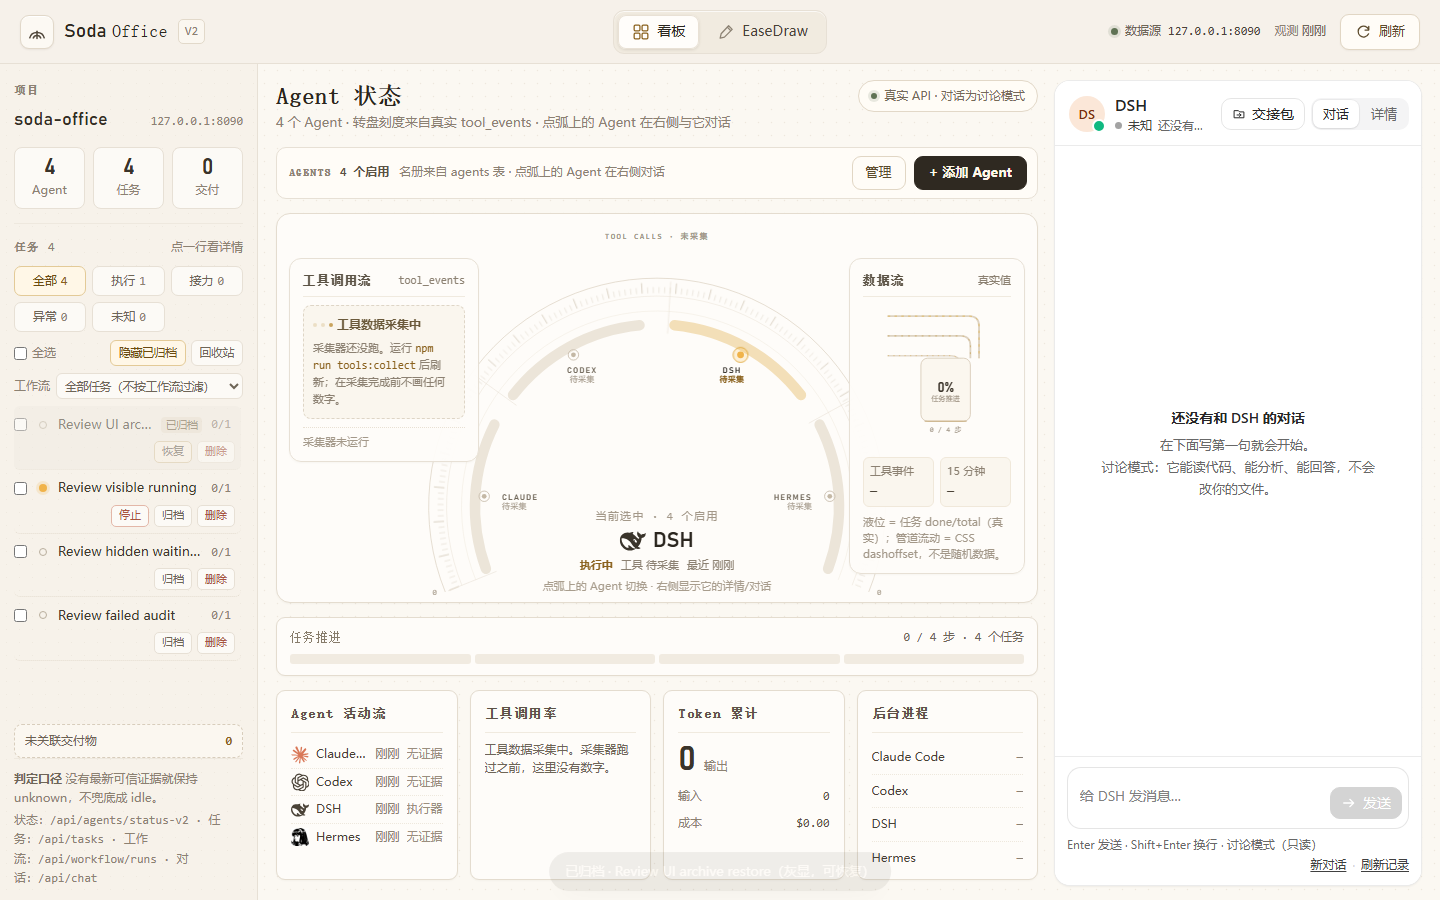 Soda Office V2
看板
EaseDraw
数据源 127.0.0.1:8090
观测 刚刚
刷新
项目
soda-office
127.0.0.1:8090
4
Agent
4
任务
0
交付
任务 4
点一行看详情
全部 4
执行 1
接力 0
异常 0
未知 0
全选
隐藏已归档
回收站
工作流
全部任务（不按工作流过滤）
Review UI arc...
已归档
0/1
恢复
删除
Review visible running
0/1
停止
归档
删除
Review hidden waitin...
0/1
归档
删除
Review failed audit
0/1
归档
删除
未关联交付物
0
判定口径 没有最新可信证据就保持
unknown，不兜底成 idle。
状态: /api/agents/status-v2 · 任
务: /api/tasks · 工作
流: /api/workflow/runs · 对
话: /api/chat
Agent 状态
4 个 Agent · 转盘刻度来自真实 tool_events · 点弧上的 Agent 在右侧与它对话
真实 API · 对话为讨论模式
AGENTS
4 个启用
名册来自 agents 表 · 点弧上的 Agent 在右侧对话
管理
+ 添加 Agent
TOOL CALLS · 未采集
工具调用流
tool_events
工具数据采集中
采集器还没跑。运行 npm
run tools:collect 后刷
新；在采集完成前不画任何
数字。
采集器未运行
CODEX
待采集
DSH
待采集
CLAUDE
待采集
HERMES
待采集
0
0
当前选中 · 4 个启用
DSH
执行中 工具 待采集 最近 刚刚
点弧上的 Agent 切换 · 右侧显示它的详情/对话
数据流
真实值
0%
任务推进
0 / 4 步
工具事件
–
15 分钟
–
液位 = 任务 done/total（真
实）；管道流动 = CSS
dashoffset，不是随机数据。
任务推进
0 / 4 步 · 4 个任务
Agent 活动流
Claude... 刚刚 无证据
Codex 刚刚 无证据
DSH 刚刚 执行器
Hermes 刚刚 无证据
工具调用率
工具数据采集中。采集器跑
过之前，这里没有数字。
Token 累计
0 输出
输入 0
成本 $0.00
后台进程
Claude Code –
Codex –
DSH –
Hermes –
已归档 · Review UI archive restore（灰显，可恢复）
DS
DSH
未知 还没有...
交接包
对话
详情
还没有和 DSH 的对话
在下面写第一句就会开始。
讨论模式：它能读代码、能分析、能回答，不会
改你的文件。
给 DSH 发消息...
发送
Enter 发送 · Shift+Enter 换行 · 讨论模式（只读）
新对话 · 刷新记录